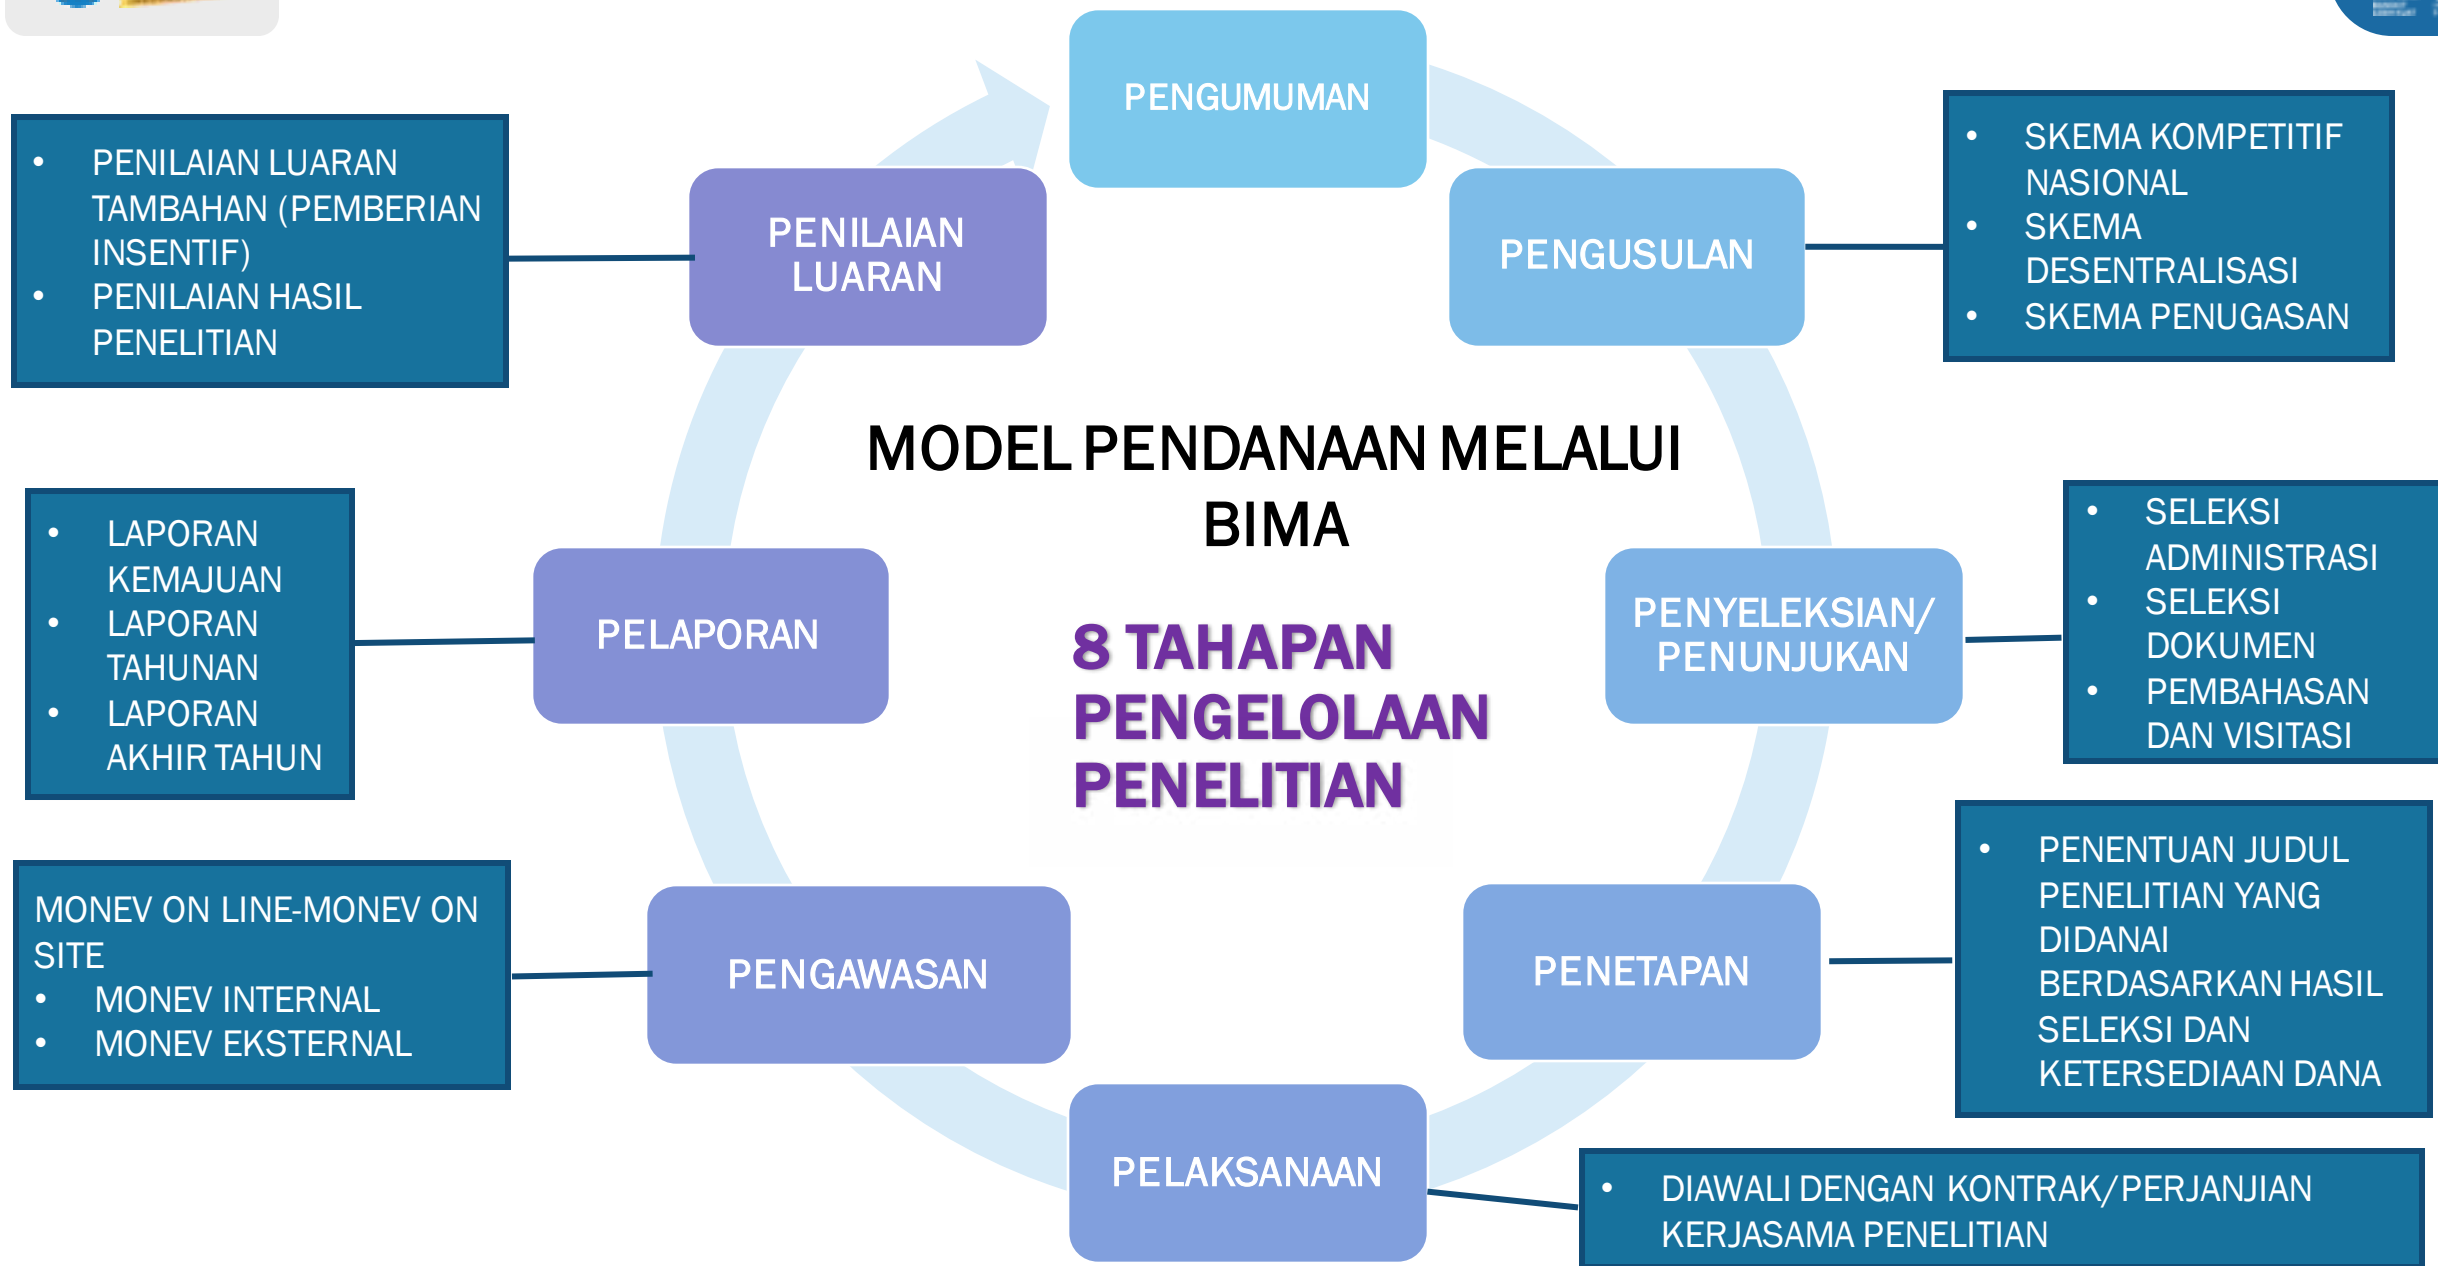 PENGUMUMAN
PENGUSULAN
• SKEMA KOMPETITIF
NASIONAL
• SKEMA
DESENTRALISASI
• SKEMA PENUGASAN
PENYELEKSIAN/
PENUNJUKAN
• SELEKSI
ADMINISTRASI
• SELEKSI
DOKUMEN
• PEMBAHASAN
DAN VISITASI
PENETAPAN
• PENENTUAN JUDUL
PENELITIAN YANG
DIDANAI
BERDASARKAN HASIL
SELEKSI DAN
KETERSEDIAAN DANA
PELAKSANAAN
• DIAWALI DENGAN KONTRAK/PERJANJIAN
KERJASAMA PENELITIAN
PENGAWASAN
MONEV ON LINE-MONEV ON
SITE
• MONEV INTERNAL
• MONEV EKSTERNAL
PELAPORAN
• LAPORAN
KEMAJUAN
• LAPORAN
TAHUNAN
• LAPORAN
AKHIR TAHUN
PENILAIAN
LUARAN
• PENILAIAN LUARAN
TAMBAHAN (PEMBERIAN
INSENTIF)
• PENILAIAN HASIL
PENELITIAN
MODEL PENDANAAN MELALUI
BIMA
8 TAHAPAN
PENGELOLAAN
PENELITIAN